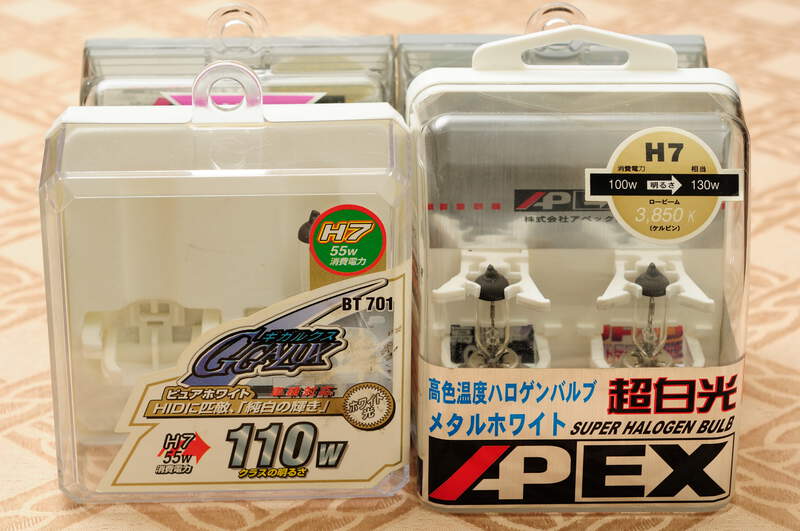 H7
55w
消費電力
BT 701
ギガルクス
GIGALUX
ピュアホワイト
車検対応
HIDに匹敵、「純白の輝き」
ホワイト光
H7
55w
消費電力
110w
クラスの明るさ
H7
消費電力 相当
100w 明るさ 130w
ロービーム
3,850 K
(ケルビン)
APEX
株式会社アペック
高色温度ハロゲンバルブ 超白光
メタルホワイト SUPER HALOGEN BULB
APEX